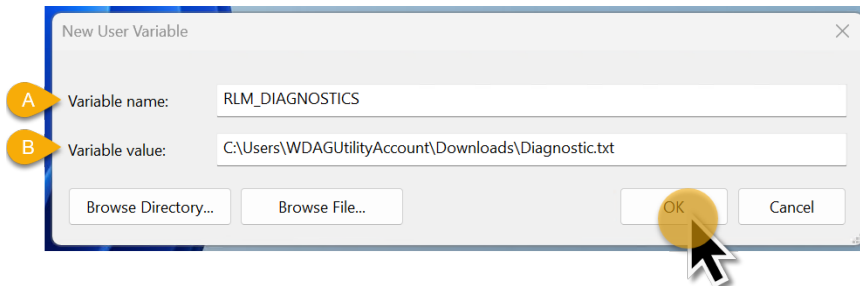 New User Variable
A
Variable name:
RLM_DIAGNOSTICS
B
Variable value:
C:\Users\WDAGUtilityAccount\Downloads\Diagnostic.txt
Browse Directory...
Browse File...
OK
Cancel